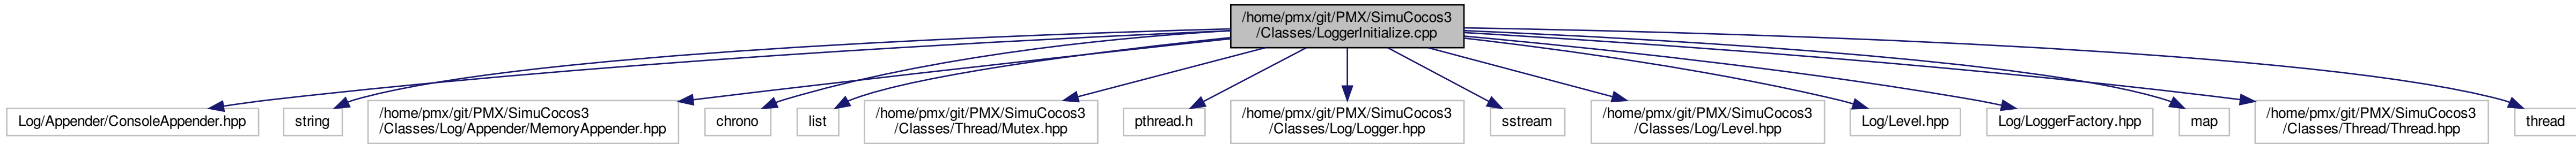 /home/pmx/git/PMX/SimuCocos3
/Classes/LoggerInitialize.cpp
Log/Appender/ConsoleAppender.hpp
string
/home/pmx/git/PMX/SimuCocos3
/Classes/Log/Appender/MemoryAppender.hpp
chrono
list
/home/pmx/git/PMX/SimuCocos3
/Classes/Thread/Mutex.hpp
pthread.h
/home/pmx/git/PMX/SimuCocos3
/Classes/Log/Logger.hpp
sstream
/home/pmx/git/PMX/SimuCocos3
/Classes/Log/Level.hpp
Log/Level.hpp
Log/LoggerFactory.hpp
map
/home/pmx/git/PMX/SimuCocos3
/Classes/Thread/Thread.hpp
thread